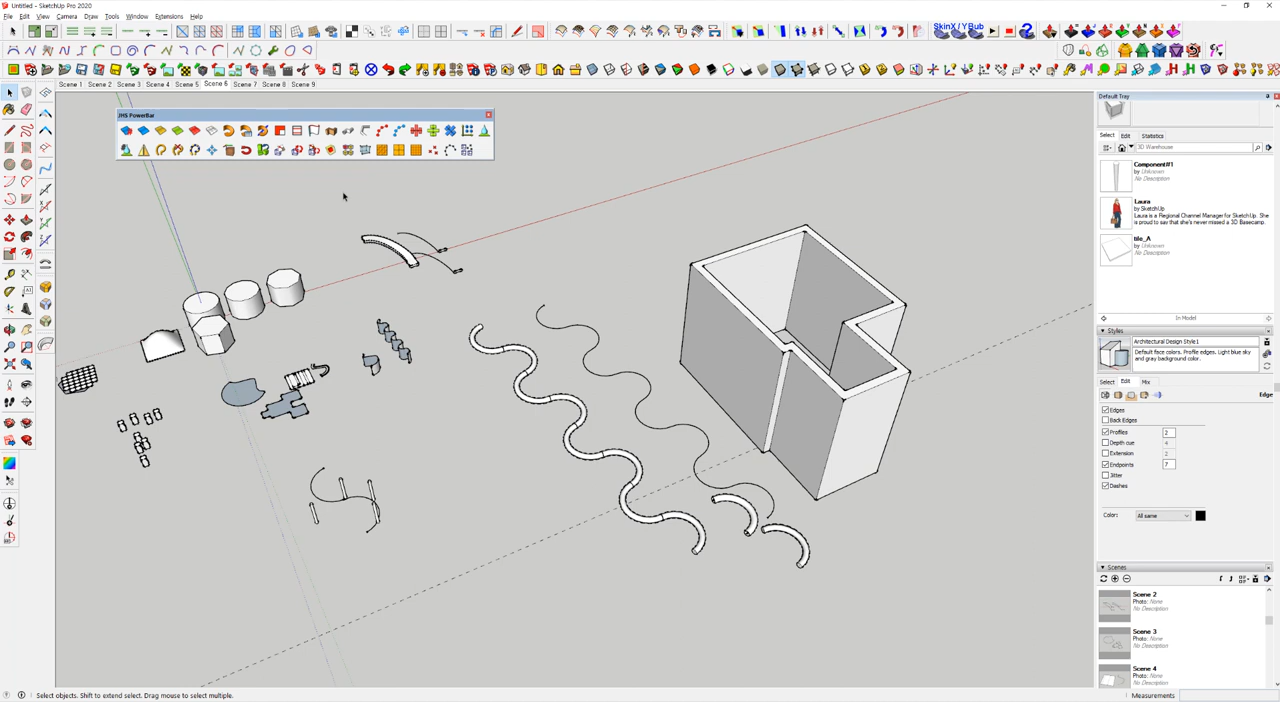 Untitled - SketchUp Pro 2020
File Edit View Camera Draw Tools Window Extensions Help
SkinX / YBub
Scene 1 Scene 2 Scene 3 Scene 4 Scene 5 Scene 6 Scene 7 Scene 8 Scene 9
JHS PowerBar
Default Tray
Select Edit Statistics
3D Warehouse
Component#1
by Unknown
No Description
Laura
by SketchUp
Laura is a Regional Channel Manager for SketchUp. She is proud to say that she's never missed a 3D Basecamp.
tile_A
by Unknown
No Description
In Model
Styles
Architectural Design Style1
Default face colors. Profile edges. Light blue sky and gray background color.
Select Edit Mix
Edge
Edges
Back Edges
Profiles 2
Depth cue 4
Extension 2
Endpoints 7
Jitter
Dashes
Color: All same
Scenes
Scene 2
Photo: None
No Description
Scene 3
Photo: None
No Description
Scene 4
Photo: None
No Description
Select objects. Shift to extend select. Drag mouse to select multiple.
Measurements